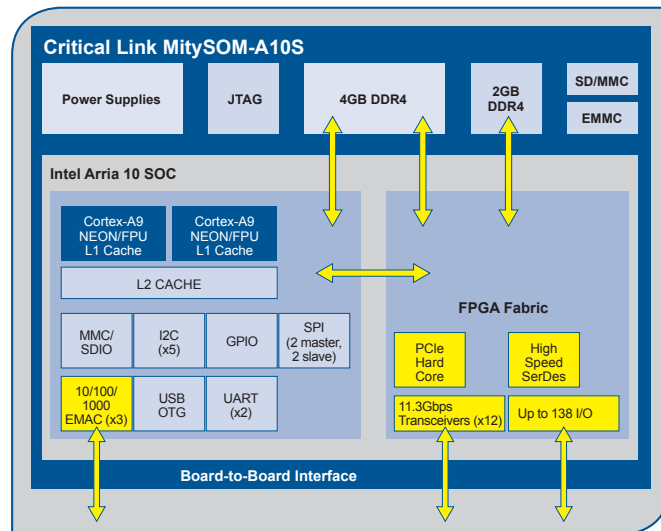 Critical Link MitySOM-A10S
Power Supplies
JTAG
4GB DDR4
2GB
DDR4
SD/MMC
EMMC
Intel Arria 10 SOC
Cortex-A9
NEON/FPU
L1 Cache
Cortex-A9
NEON/FPU
L1 Cache
L2 CACHE
MMC/
SDIO
I2C
(x5)
GPIO
SPI
(2 master,
2 slave)
10/100/
1000
EMAC (x3)
USB
OTG
UART
(x2)
FPGA Fabric
PCIe
Hard
Core
High
Speed
SerDes
11.3Gbps
Transceivers (x12)
Up to 138 I/O
Board-to-Board Interface